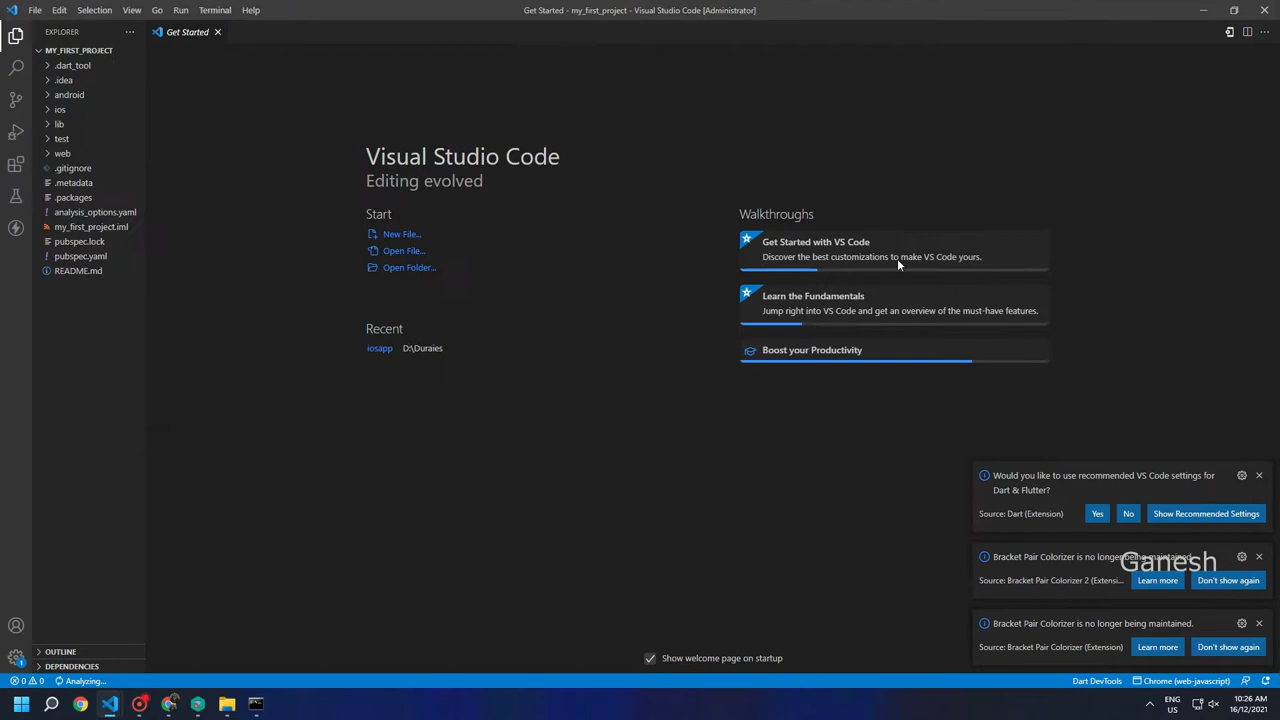 File Edit Selection View Go Run Terminal Help
Get Started - my_first_project - Visual Studio Code [Administrator]
EXPLORER
Get Started
MY_FIRST_PROJECT
.dart_tool
.idea
android
ios
lib
test
web
.gitignore
.metadata
.packages
analysis_options.yaml
my_first_project.iml
pubspec.lock
pubspec.yaml
README.md
OUTLINE
DEPENDENCIES
Visual Studio Code
Editing evolved
Start
New File...
Open File...
Open Folder...
Recent
iosapp D:\Duraies
Walkthroughs
Get Started with VS Code
Discover the best customizations to make VS Code yours.
Learn the Fundamentals
Jump right into VS Code and get an overview of the must-have features.
Boost your Productivity
Show welcome page on startup
Would you like to use recommended VS Code settings for
Dart & Flutter?
Source: Dart (Extension) Yes No Show Recommended Settings
Bracket Pair Colorizer is no longer being maintained.
Ganesh
Source: Bracket Pair Colorizer 2 (Extensi... Learn more Don't show again
Bracket Pair Colorizer is no longer being maintained.
Source: Bracket Pair Colorizer (Extension) Learn more Don't show again
0 0 Analyzing...
Dart DevTools Chrome (web-javascript)
1
ENG
US
10:26 AM
16/12/2021